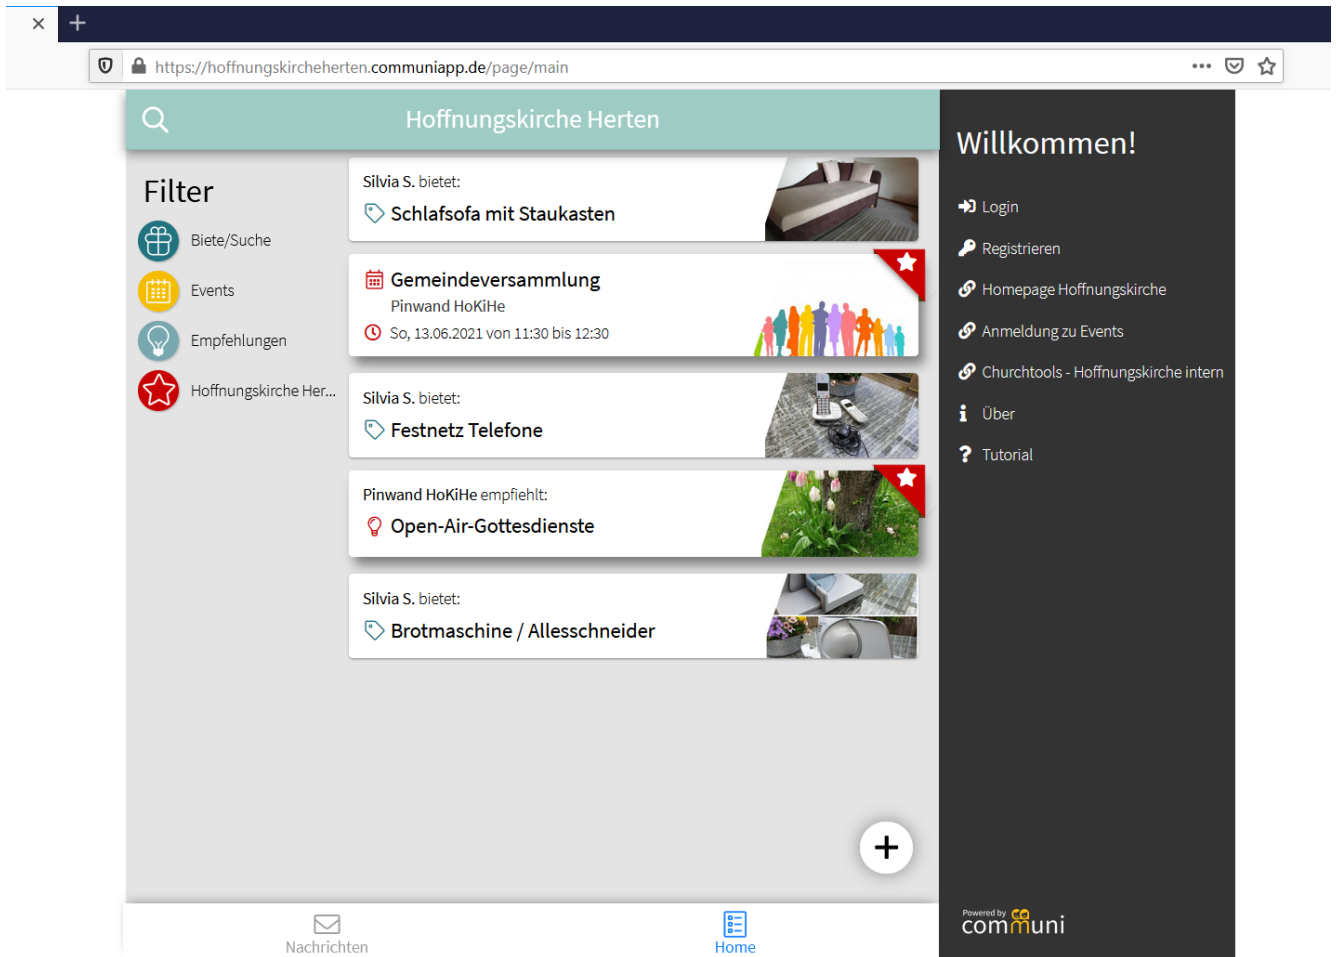 https://hoffnungskircheherten.communiapp.de/page/main
Hoffnungskirche Herten
Filter
Biete/Suche
Events
Empfehlungen
Hoffnungskirche Her...
Silvia S. bietet:
Schlafsofa mit Staukasten
Gemeindeversammlung
Pinwand HoKiHe
So, 13.06.2021 von 11:30 bis 12:30
Silvia S. bietet:
Festnetz Telefone
Pinwand HoKiHe empfiehlt:
Open-Air-Gottesdienste
Silvia S. bietet:
Brotmaschine / Allesschneider
Nachrichten
Home
Willkommen!
Login
Registrieren
Homepage Hoffnungskirche
Anmeldung zu Events
Churchtools - Hoffnungskirche intern
Über
Tutorial
Powered by
communi